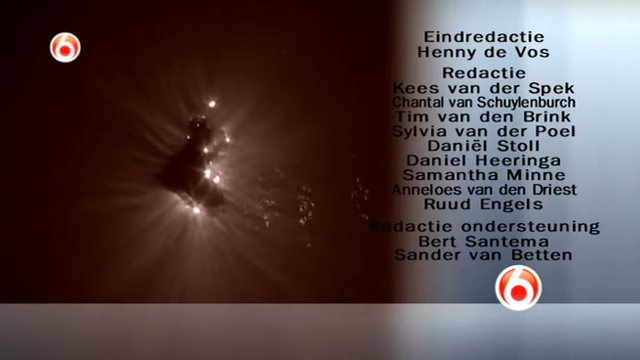 6
Eindredactie
Henny de Vos
Redactie
Kees van der Spek
Chantal van Schuylenburch
Tim van den Brink
Sylvia van der Poel
Daniël Stoll
Daniel Heeringa
Samantha Minne
Anneloes van den Driest
Ruud Engels
Redactie ondersteuning
Bert Santema
Sander van Betten
6